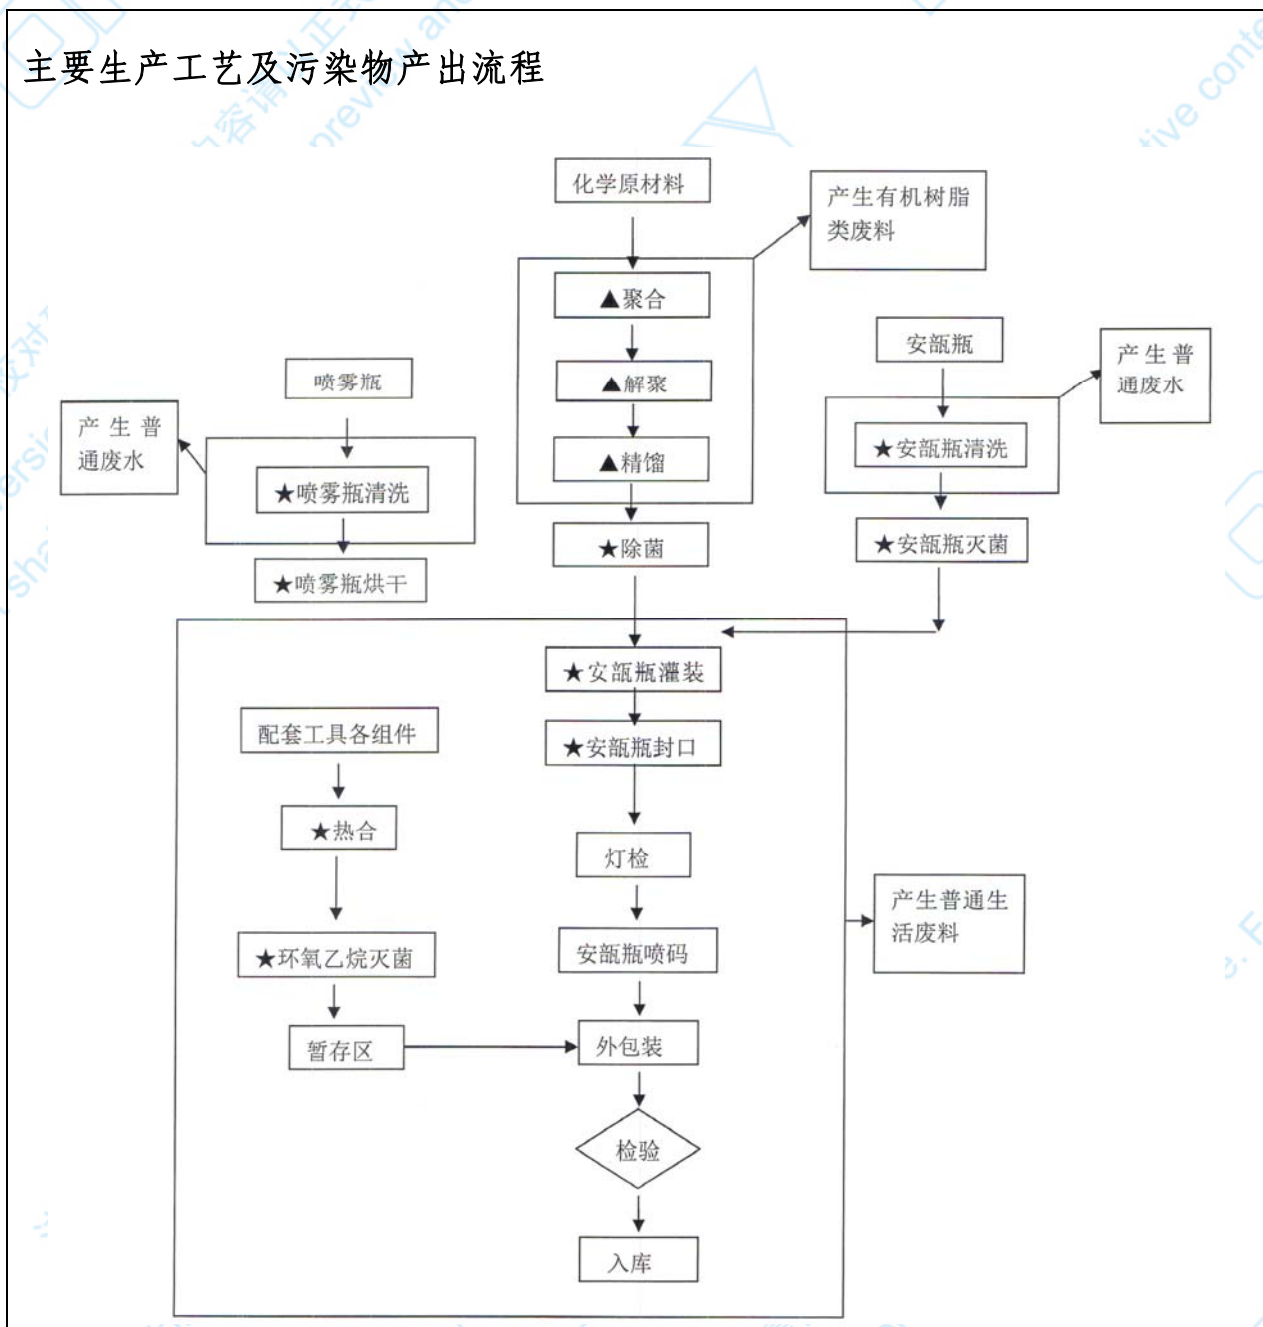 主要生产工艺及污染物产出流程
化学原材料
产生有机树脂
类废料
▲聚合
▲解聚
▲精馏
★除菌
安瓿瓶
产生普
通废水
★安瓿瓶清洗
★安瓿瓶灭菌
喷雾瓶
产生普
通废水
★喷雾瓶清洗
★喷雾瓶烘干
★安瓿瓶灌装
★安瓿瓶封口
配套工具各组件
★热合
★环氧乙烷灭菌
暂存区
灯检
安瓿瓶喷码
外包装
检验
入库
产生普通生
活废料